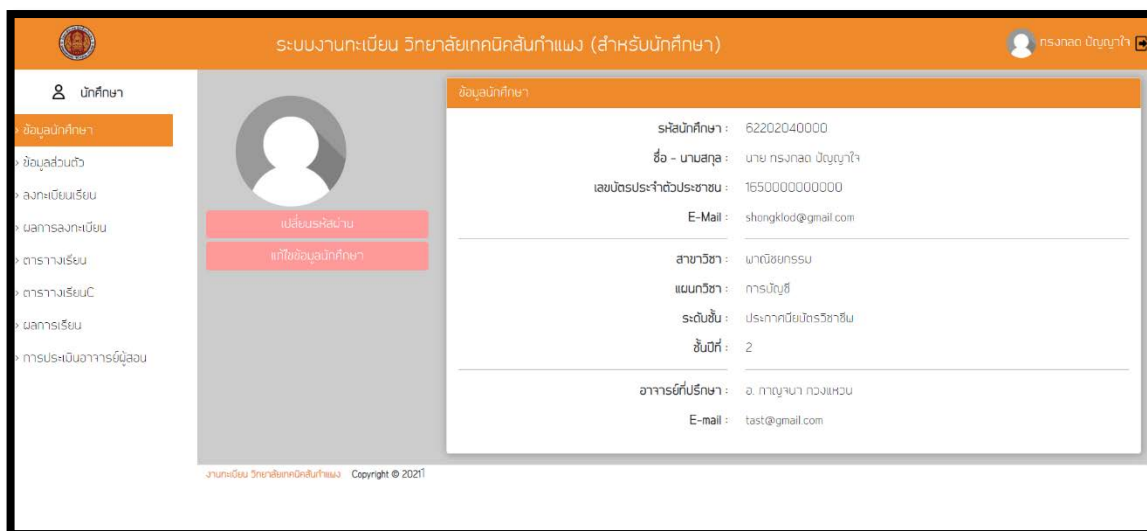 ระบบงานทะเบียน วิทยาลัยเทคนิคสันกำแพง (สำหรับนักศึกษา)
ทรงกลด ปัญญาใจ
นักศึกษา
ข้อมูลนักศึกษา
ข้อมูลส่วนตัว
ลงทะเบียนเรียน
ผลการลงทะเบียน
ตารางเรียน
ตารางเรียนC
ผลการเรียน
การประเมินอาจารย์ผู้สอน
เปลี่ยนรหัสผ่าน
แก้ไขข้อมูลนักศึกษา
ข้อมูลนักศึกษา
รหัสนักศึกษา : 62202040000
ชื่อ - นามสกุล : นาย ทรงกลด ปัญญาใจ
เลขบัตรประจำตัวประชาชน : 1650000000000
E-Mail : shongklod@gmail.com
สาขาวิชา : พาณิชยกรรม
แผนกวิชา : การบัญชี
ระดับชั้น : ประกาศนียบัตรวิชาชีพ
ชั้นปีที่ : 2
อาจารย์ที่ปรึกษา : อ. กาญจนา กวงแหวน
E-mail : tast@gmail.com
งานทะเบียน วิทยาลัยเทคนิคสันกำแพง Copyright © 2021